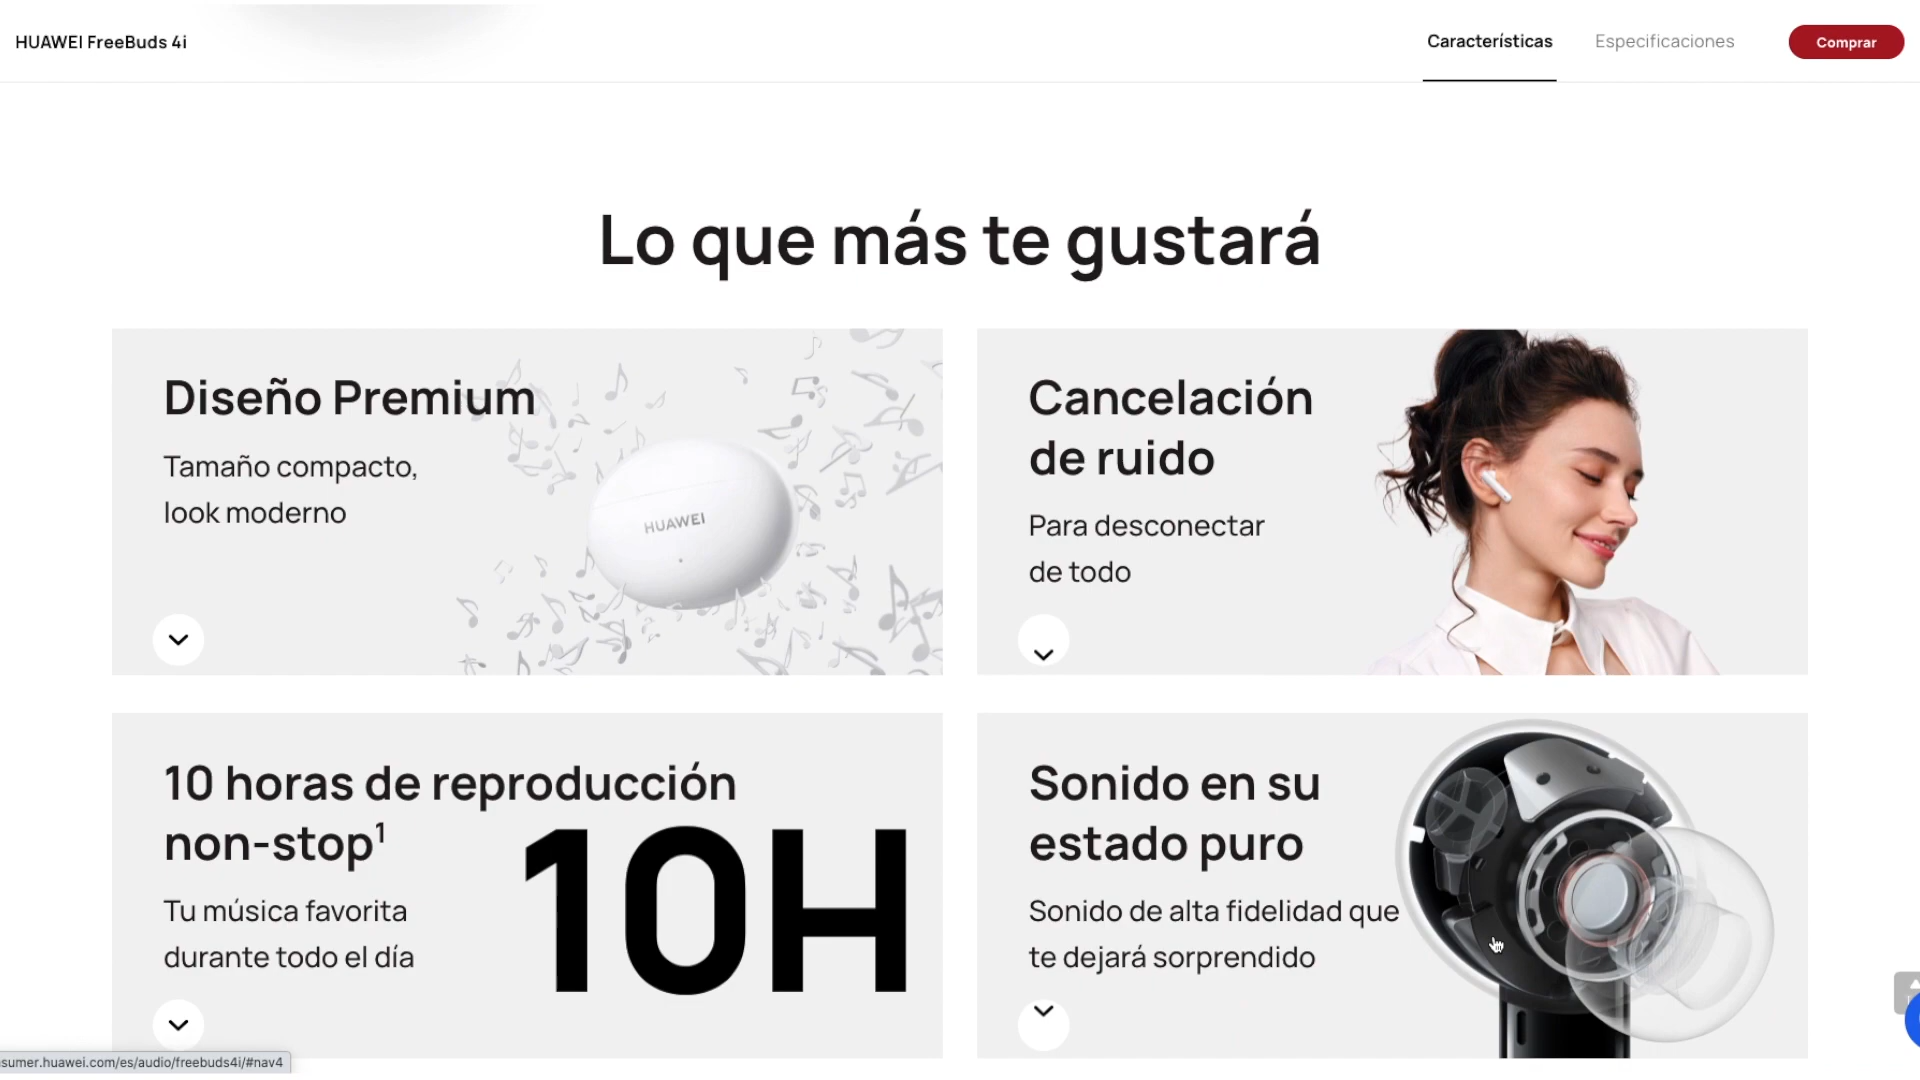 HUAWEI FreeBuds 4i
Características
Especificaciones
Comprar
Lo que más te gustará
Diseño Premium
Tamaño compacto,
look moderno
HUAWEI
Cancelación
de ruido
Para desconectar
de todo
10 horas de reproducción
non-stop¹
Tu música favorita
durante todo el día
10H
Sonido en su
estado puro
Sonido de alta fidelidad que
te dejará sorprendido
sumer.huawei.com/es/audio/freebuds4i/#nav4